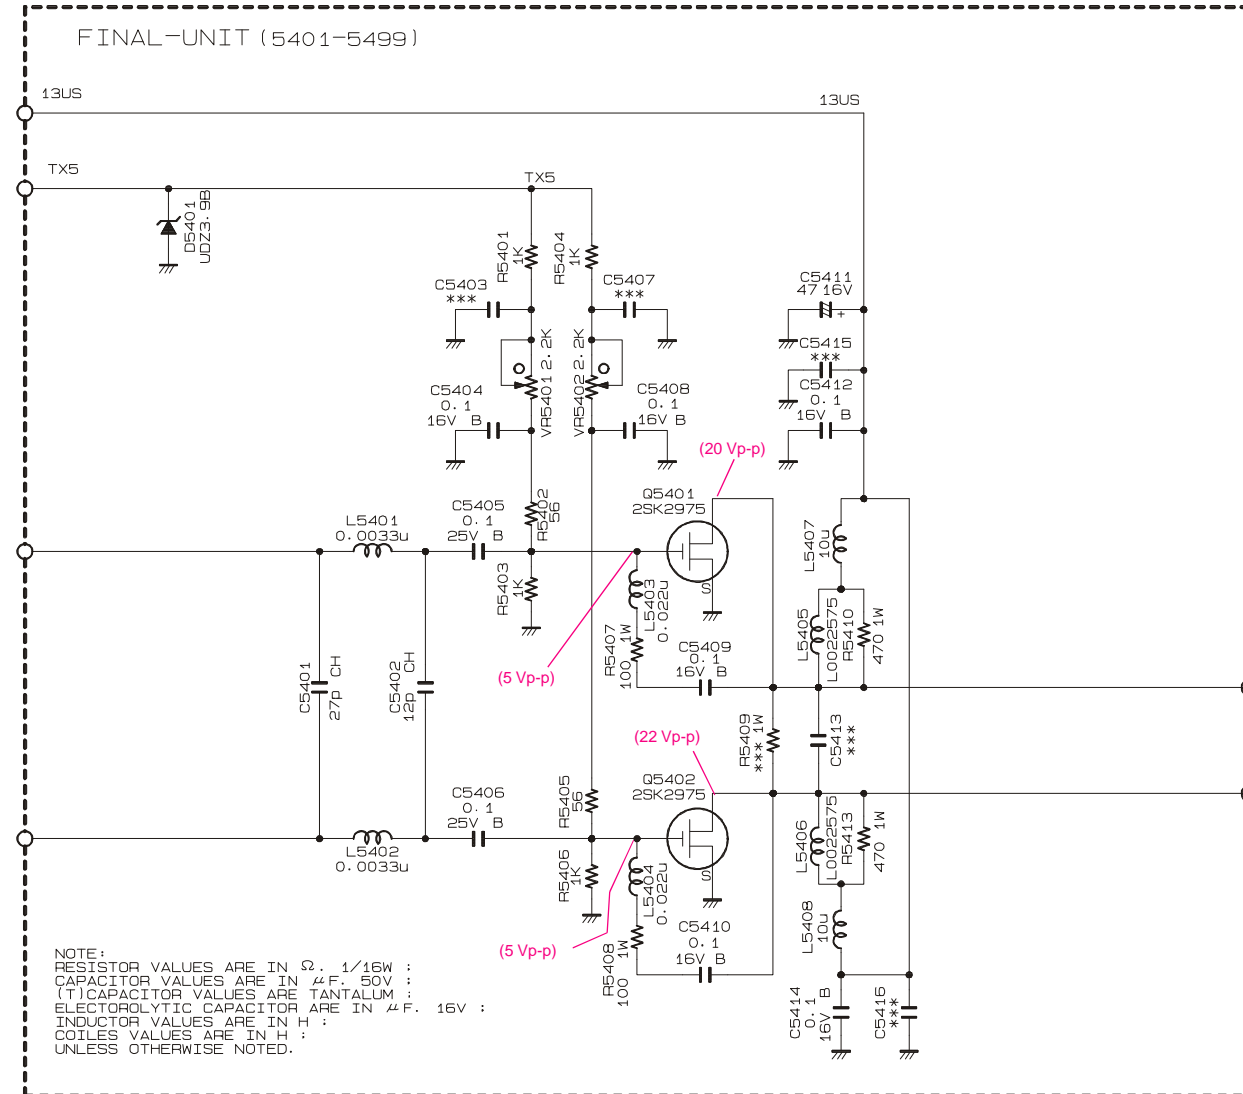 FINAL-UNIT (5401-5499)
13US
13US
TX5
TX5
D5401
UDZ3.9B
R5401
1K
R5404
1K
C5403
***
C5407
***
C5411
47 16V
+
VR5401 2.2K
VR5402 2.2K
C5415
***
C5404
0.1
16V B
C5408
0.1
16V B
C5412
0.1
16V B
(20 Vp-p)
Q5401
2SK2975
C5405
0.1
25V B
R5402
56
L5401
0.0033u
L5407
10u
R5403
1K
S
L5403
0.022u
R5407
100 1W
C5409
0.1
16V B
L5405
L0022575
R5410
470 1W
(5 Vp-p)
C5401
27p CH
C5402
12p CH
R5409
*** 1W
C5413
***
(22 Vp-p)
Q5402
2SK2975
C5406
0.1
25V B
R5405
56
L5402
0.0033u
R5406
1K
S
L5404
0.022u
L5406
L0022575
R5413
470 1W
(5 Vp-p)
R5408
100 1W
C5410
0.1
16V B
L5408
10u
C5414
0.1
16V B
C5416
***
NOTE:
RESISTOR VALUES ARE IN Ω. 1/16W ;
CAPACITOR VALUES ARE IN μF. 50V ;
(T)CAPACITOR VALUES ARE TANTALUM ;
ELECTOROLYTIC CAPACITOR ARE IN μF. 16V ;
INDUCTOR VALUES ARE IN H ;
COILES VALUES ARE IN H ;
UNLESS OTHERWISE NOTED.